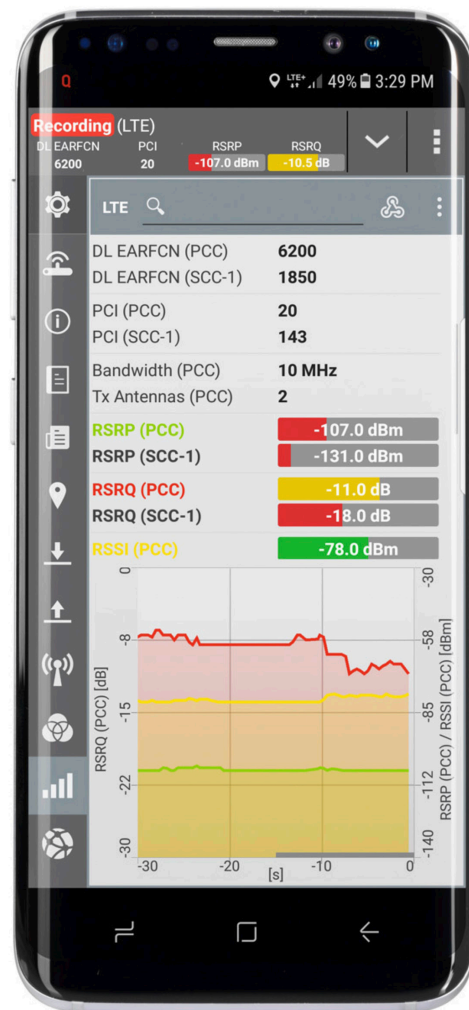 Q
LTE+ 49% 3:29 PM
Recording (LTE)
DL EARFCN PCI RSRP RSRQ
6200 20 -107.0 dBm -10.5 dB
LTE
DL EARFCN (PCC) 6200
DL EARFCN (SCC-1) 1850
PCI (PCC) 20
PCI (SCC-1) 143
Bandwidth (PCC) 10 MHz
Tx Antennas (PCC) 2
RSRP (PCC) -107.0 dBm
RSRP (SCC-1) -131.0 dBm
RSRQ (PCC) -11.0 dB
RSRQ (SCC-1) -18.0 dB
RSSI (PCC) -78.0 dBm
0 -8 -15 -22 -30
RSRQ (PCC) [dB]
-30 -58 -85 -112 -140
RSRP (PCC) / RSSI (PCC) [dBm]
-30 -20 -10 0
[s]